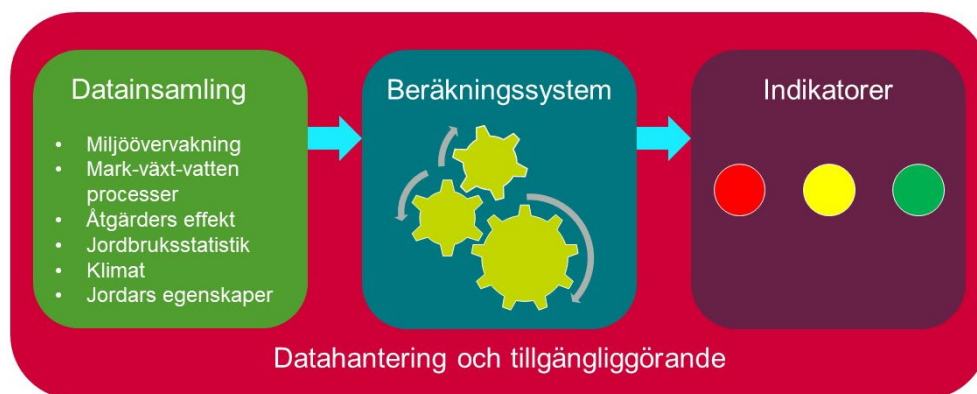 Datainsamling
• Miljöövervakning
• Mark-växt-vatten
processer
• Åtgärders effekt
• Jordbruksstatistik
• Klimat
• Jordars egenskaper
Beräkningssystem
Indikatorer
Datahantering och tillgängliggörande